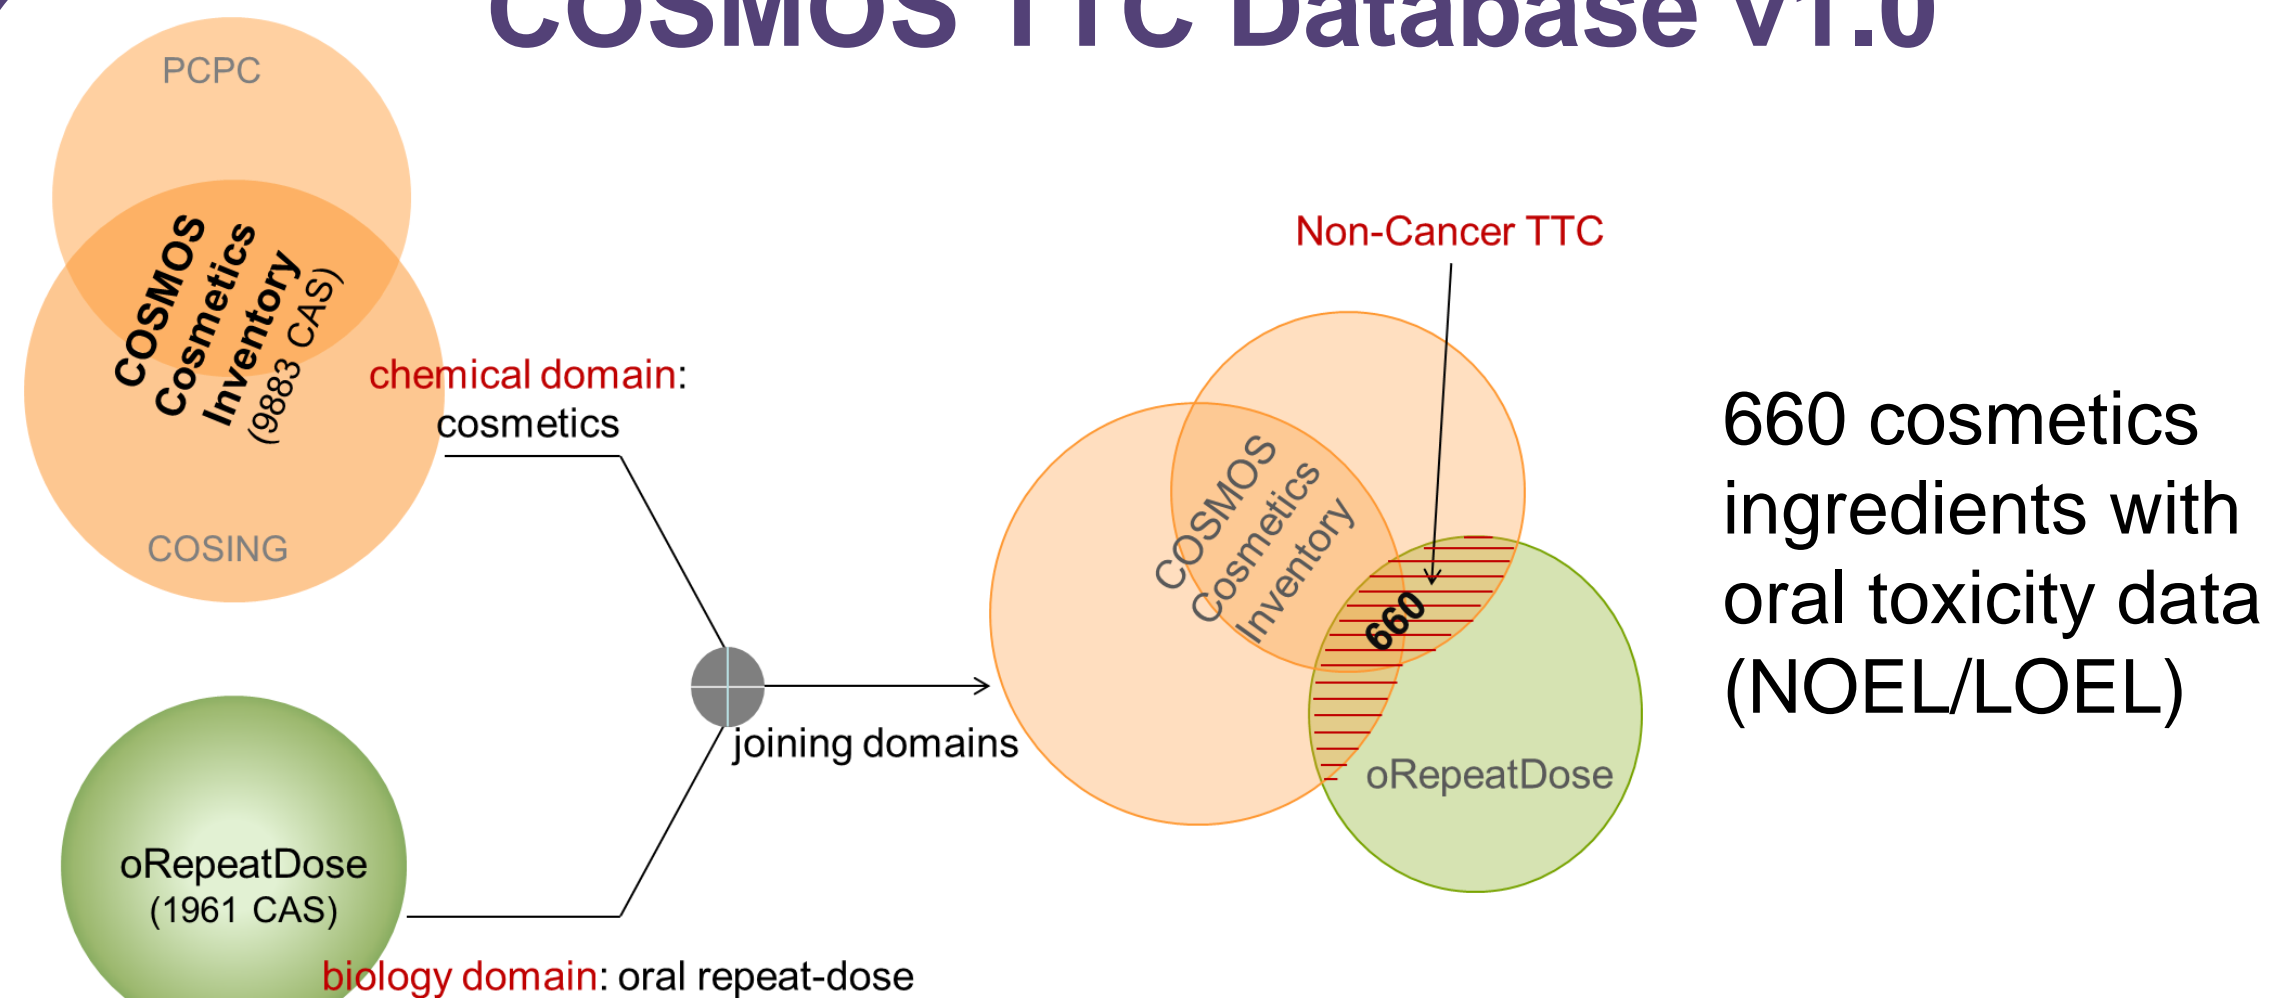 COSMOS TTC Database v1.0
PCPC
COSMOS
Cosmetics
Inventory
(9883 CAS)
COSING
chemical domain:
cosmetics
oRepeatDose
(1961 CAS)
biology domain: oral repeat-dose
joining domains
Non-Cancer TTC
COSMOS
Cosmetics
Inventory
660
oRepeatDose
660 cosmetics
ingredients with
oral toxicity data
(NOEL/LOEL)